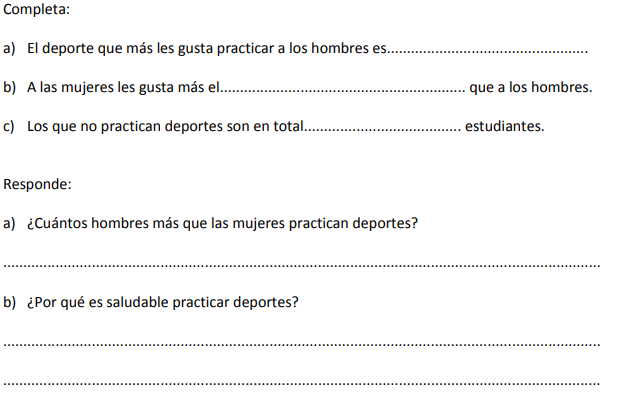 Completa:
a) El deporte que más les gusta practicar a los hombres es..................................................
b) A las mujeres les gusta más el............................................................. que a los hombres.
c) Los que no practican deportes son en total....................................... estudiantes.
Responde:
a) ¿Cuántos hombres más que las mujeres practican deportes?
.....................................................................................................................................................
b) ¿Por qué es saludable practicar deportes?
.....................................................................................................................................................
.....................................................................................................................................................